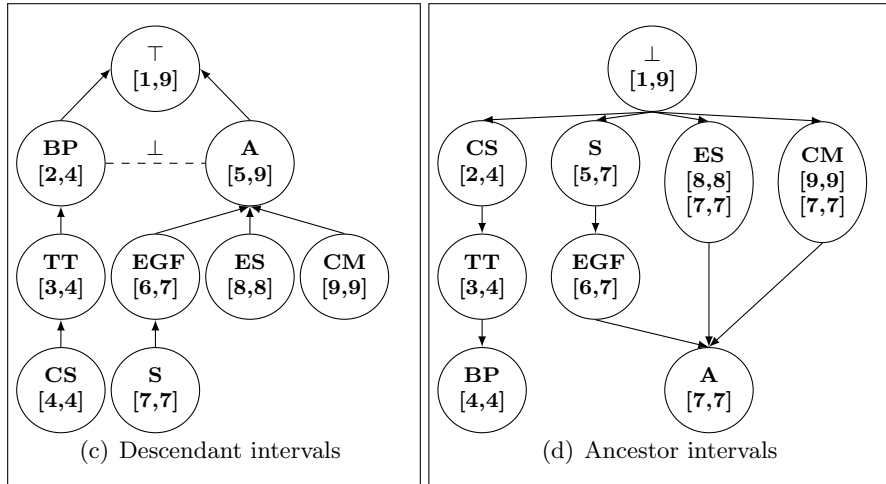 ⊤
[1,9]
BP
[2,4]
⊥
A
[5,9]
TT
[3,4]
EGF
[6,7]
ES
[8,8]
CM
[9,9]
CS
[4,4]
S
[7,7]
(c) Descendant intervals
⊥
[1,9]
CS
[2,4]
S
[5,7]
ES
[8,8]
[7,7]
CM
[9,9]
[7,7]
TT
[3,4]
EGF
[6,7]
BP
[4,4]
A
[7,7]
(d) Ancestor intervals